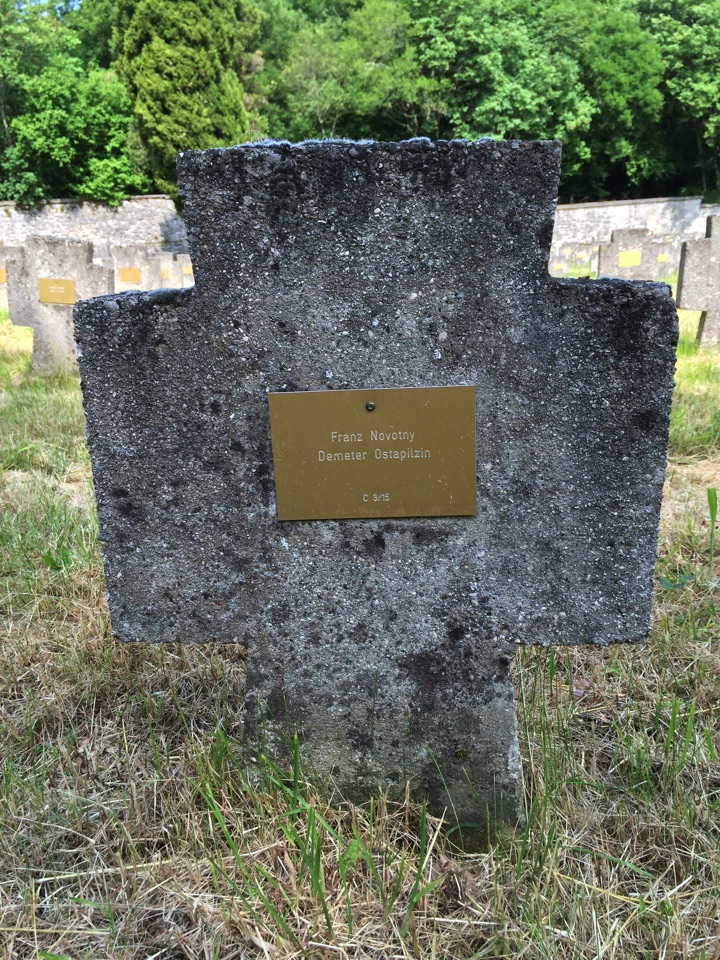 Franz Novotny
Demeter Ostapilzin
C 3/15